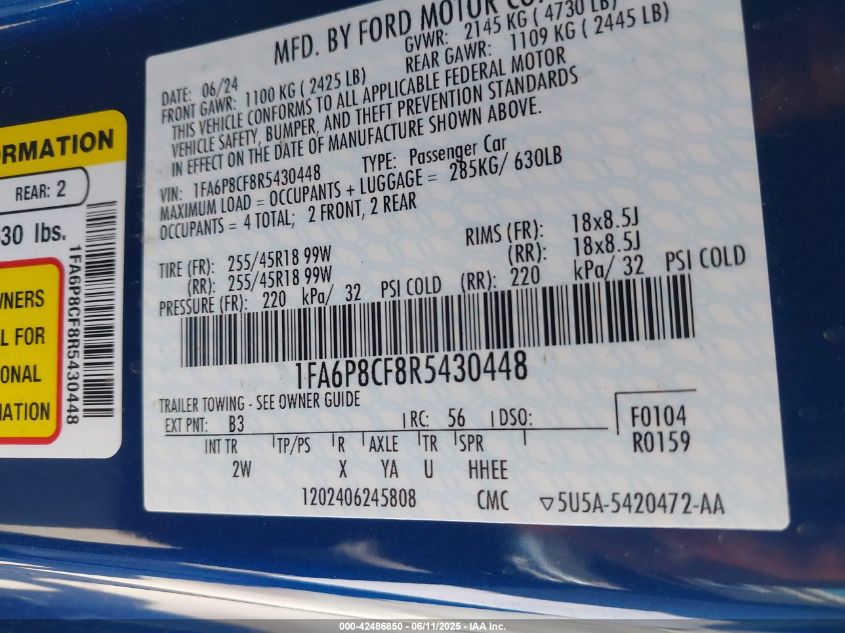 MFD. BY FORD MOTOR CO.
DATE: 06/24 GVWR: 2145 KG ( 4730 LB)
FRONT GAWR: 1100 KG ( 2425 LB) REAR GAWR: 1109 KG ( 2445 LB)
THIS VEHICLE CONFORMS TO ALL APPLICABLE FEDERAL MOTOR
VEHICLE SAFETY, BUMPER, AND THEFT PREVENTION STANDARDS
IN EFFECT ON THE DATE OF MANUFACTURE SHOWN ABOVE.
VIN: 1FA6P8CF8R5430448 TYPE: Passenger Car
MAXIMUM LOAD = OCCUPANTS + LUGGAGE = 285KG/ 630LB
OCCUPANTS = 4 TOTAL; 2 FRONT, 2 REAR
TIRE (FR): 255/45R18 99W RIMS (FR): 18x8.5J
(RR): 255/45R18 99W (RR): 18x8.5J
PRESSURE (FR): 220 kPa/ 32 PSI COLD (RR): 220 kPa/ 32 PSI COLD
1FA6P8CF8R5430448
TRAILER TOWING - SEE OWNER GUIDE
EXT PNT: B3 RC: 56 DSO: F0104
R0159
INT TR TP/PS R AXLE TR SPR
2W X YA U HHEE
1202406245808 CMC ▽5U5A-5420472-AA
ORMATION
REAR: 2
30 lbs.
1FA6P8CF8R5430448
WNERS
L FOR
ONAL
MATION
000-42486850 - 06/11/2025 - IAA Inc.